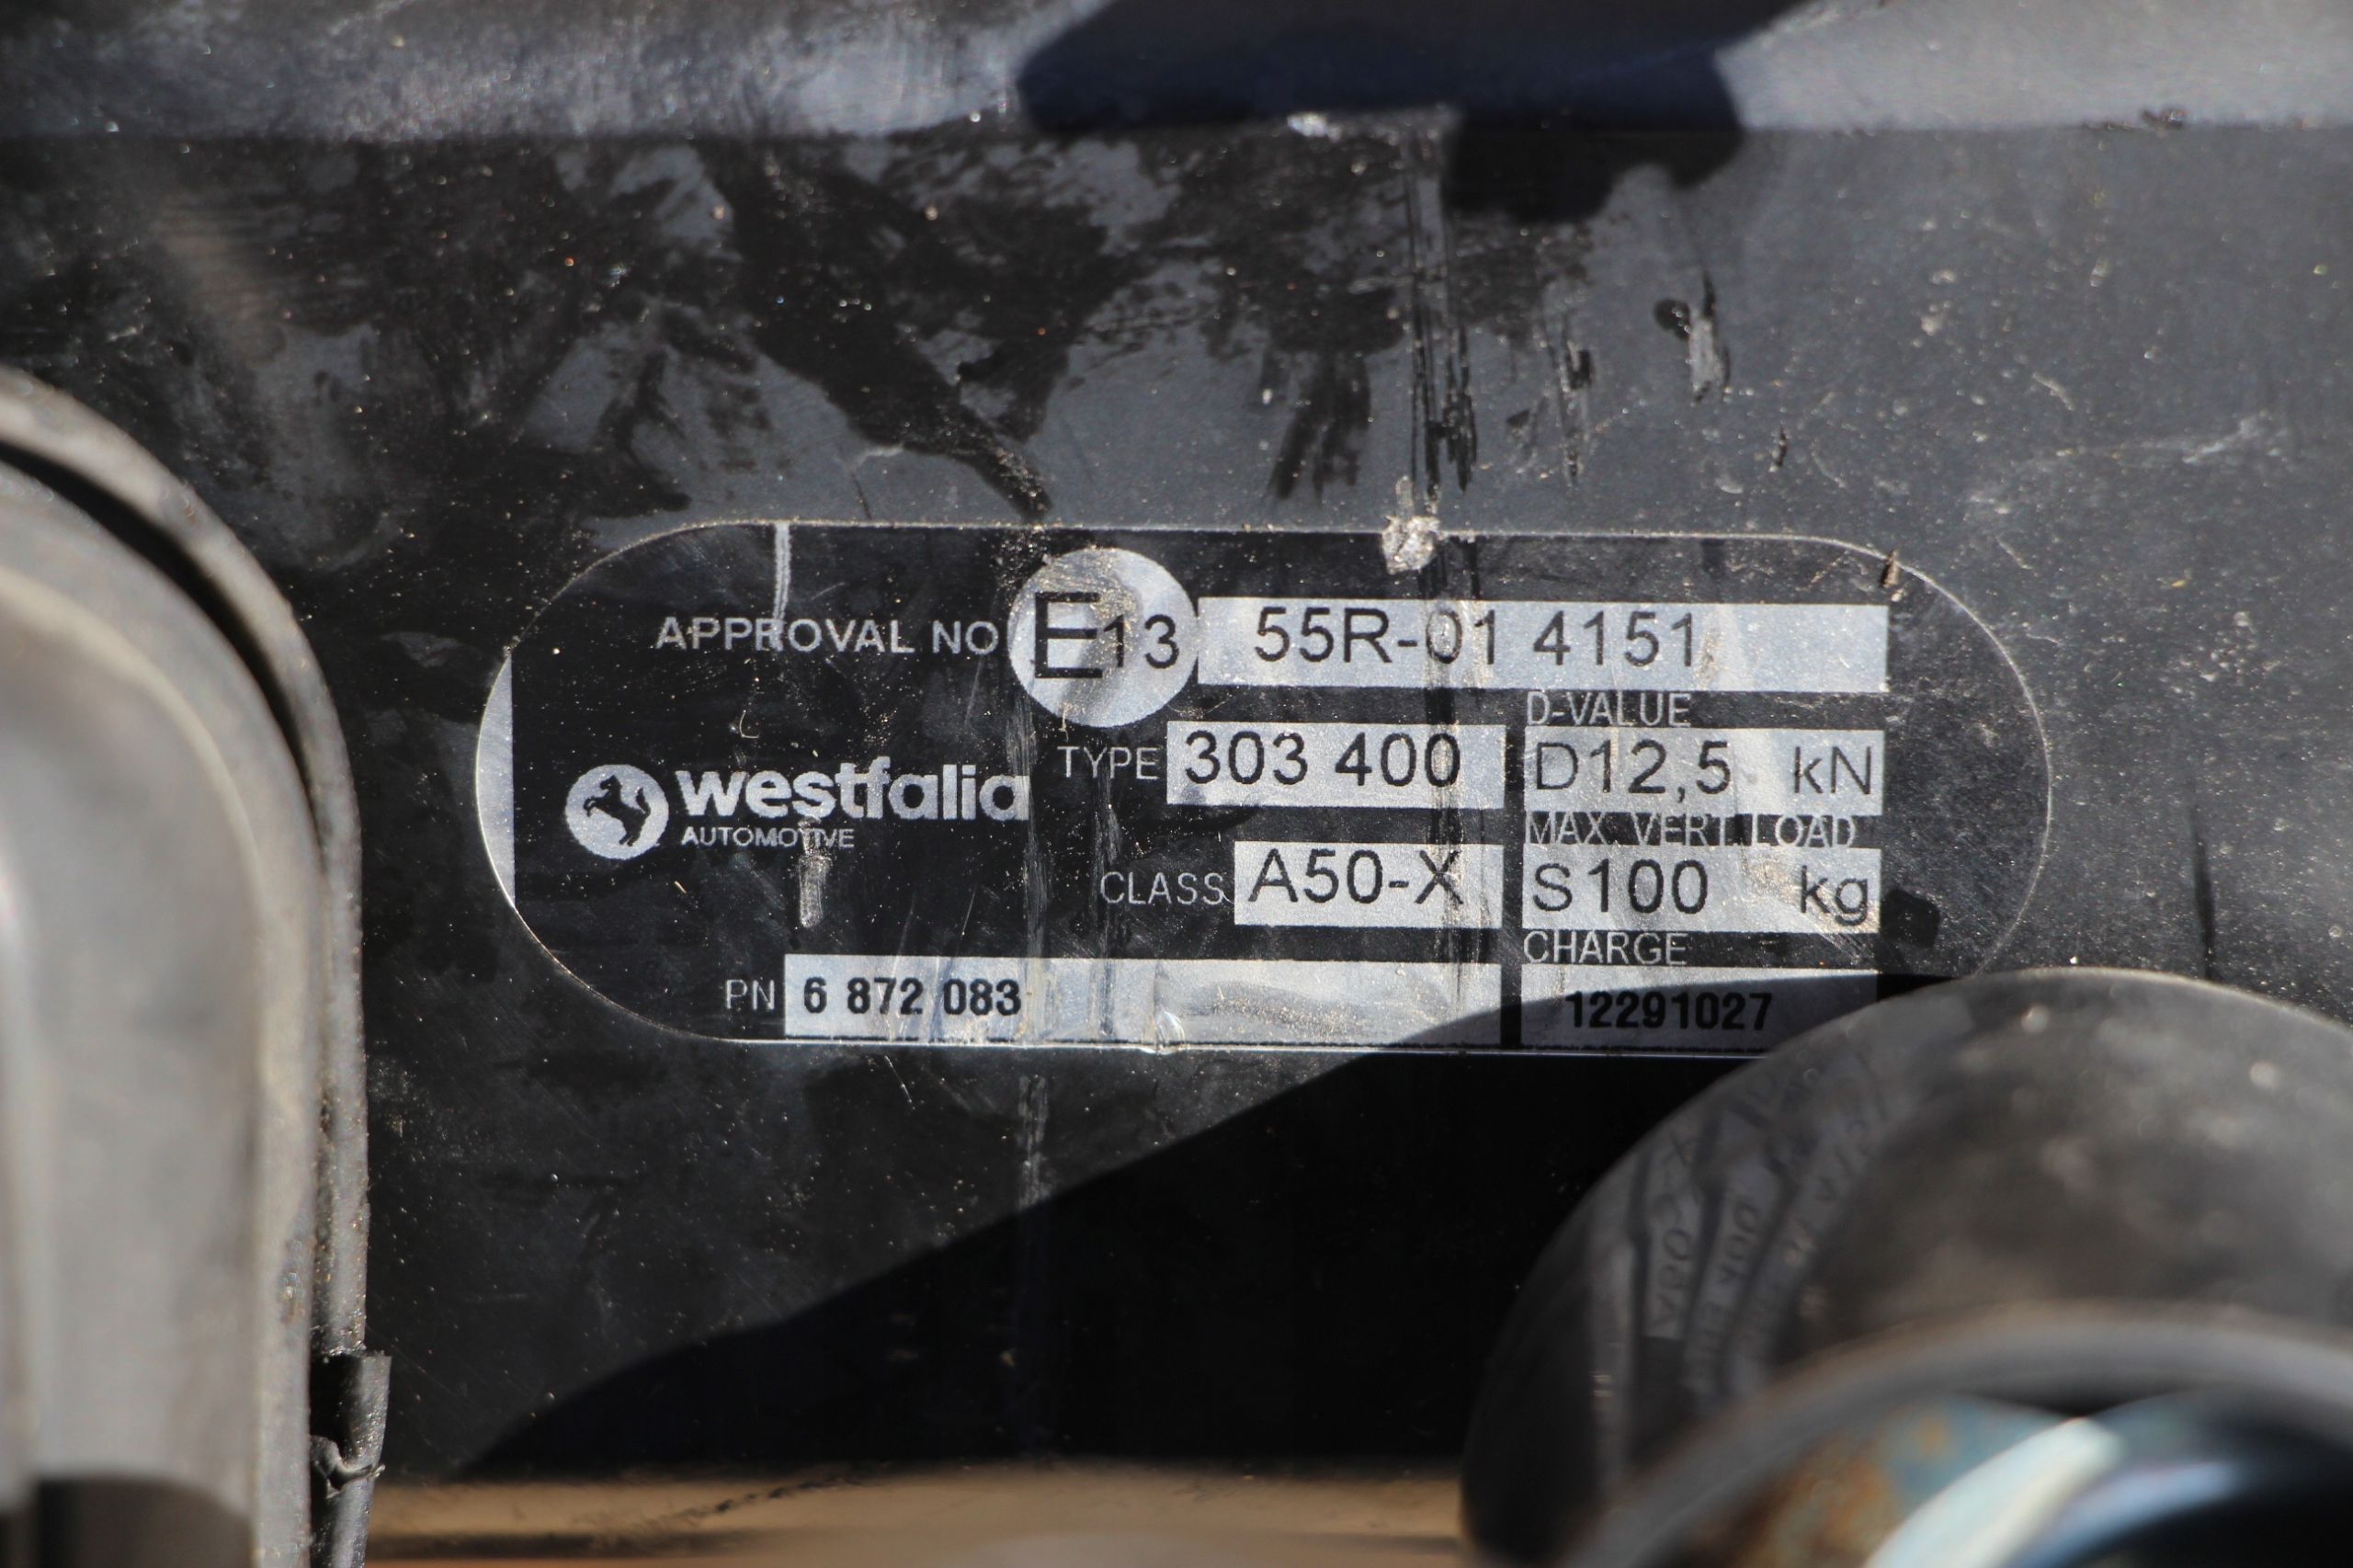 APPROVAL NO E13 55R-01 4151
D-VALUE
TYPE 303 400 D12,5 kN
westfalia
AUTOMOTIVE
MAX. VERT. LOAD
CLASS A50-X S100 kg
CHARGE
PN 6 872 083 12291027